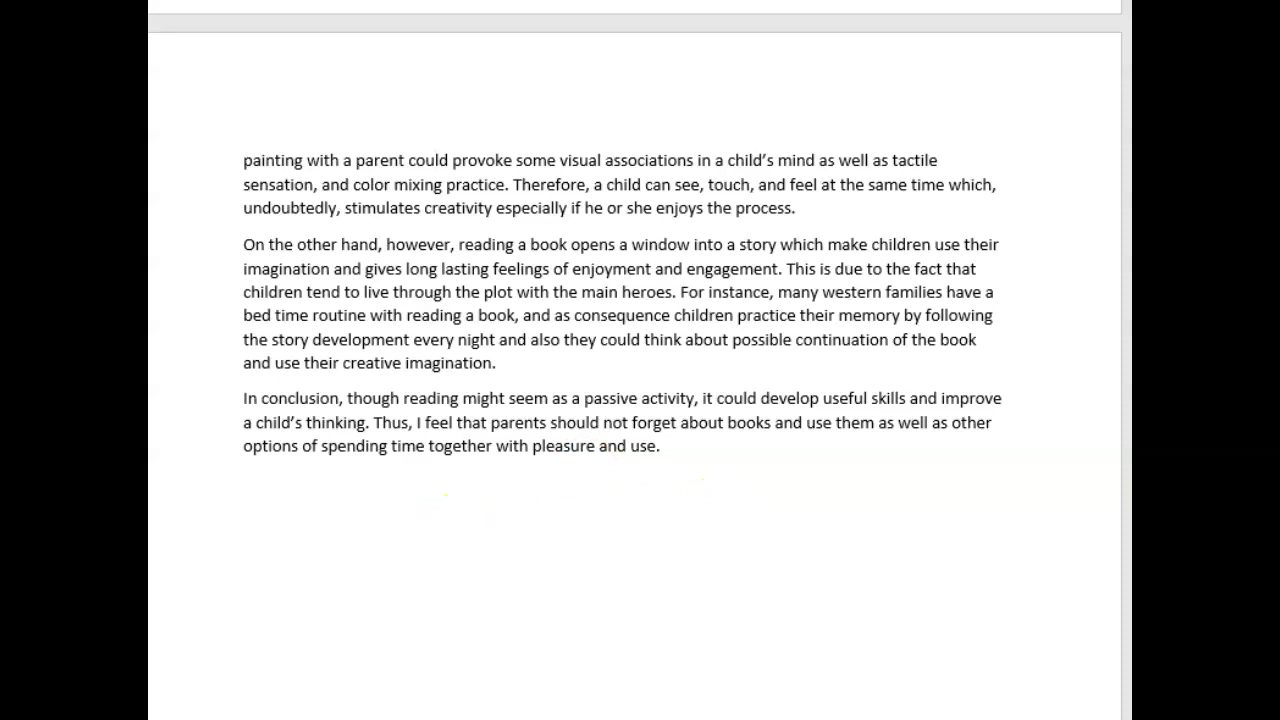 painting with a parent could provoke some visual associations in a child’s mind as well as tactile
sensation, and color mixing practice. Therefore, a child can see, touch, and feel at the same time which,
undoubtedly, stimulates creativity especially if he or she enjoys the process.
On the other hand, however, reading a book opens a window into a story which make children use their
imagination and gives long lasting feelings of enjoyment and engagement. This is due to the fact that
children tend to live through the plot with the main heroes. For instance, many western families have a
bed time routine with reading a book, and as consequence children practice their memory by following
the story development every night and also they could think about possible continuation of the book
and use their creative imagination.
In conclusion, though reading might seem as a passive activity, it could develop useful skills and improve
a child’s thinking. Thus, I feel that parents should not forget about books and use them as well as other
options of spending time together with pleasure and use.